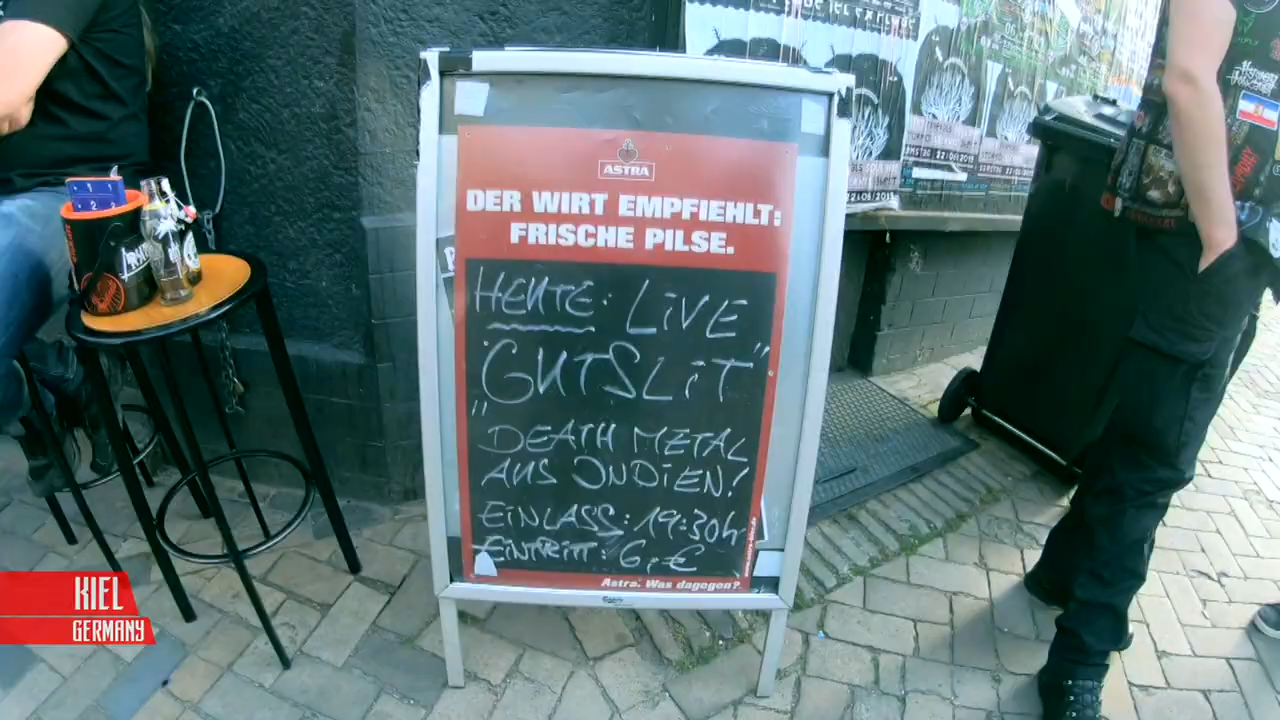 ASTRA
DER WIRT EMPFIEHLT:
FRISCHE PILSE.
HEUTE: LiVE
"GUTSLiT"
DEATH METAL
AUS INDiEN!
EiNLASS: 19:30h
EiNTRiTT: 6,-€
Astra. Was dagegen?
KIEL
GERMANY